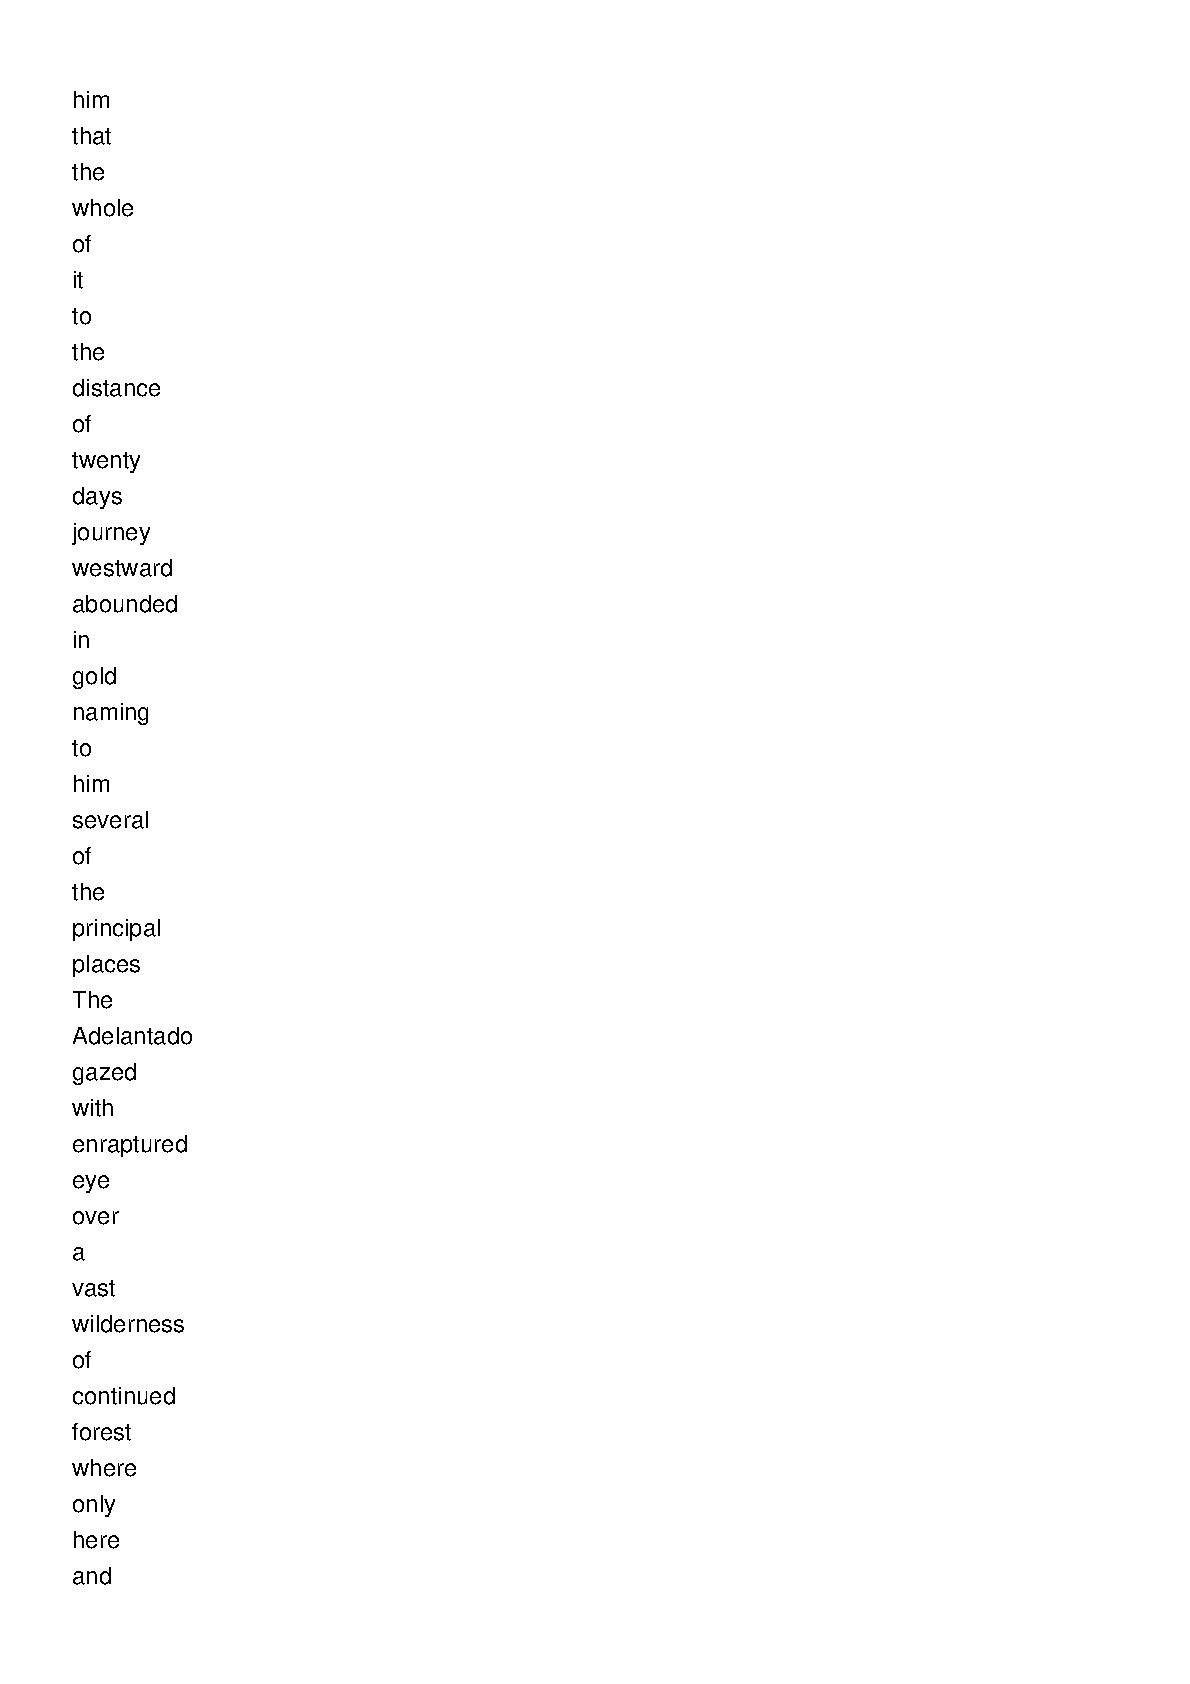 him
that
the
whole
of
it
to
the
distance
of
twenty
days
journey
westward
abounded
in
gold
naming
to
him
several
of
the
principal
places
The
Adelantado
gazed
with
enraptured
eye
over
a
vast
wilderness
of
continued
forest
where
only
here
and